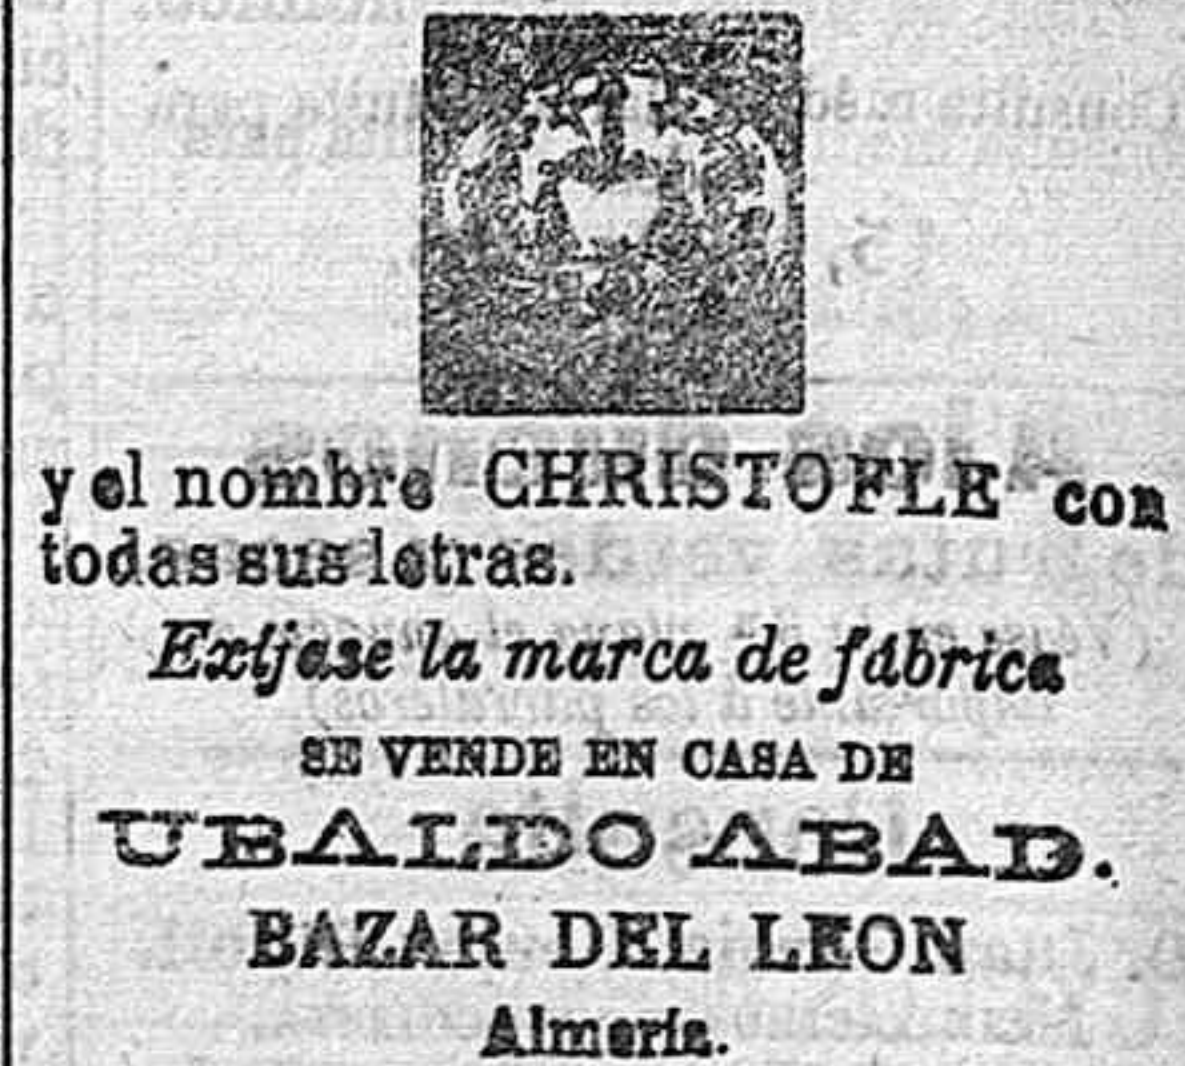 y el nombre CHRISTOFLE con
todas sus letras.
Exíjase la marca de fábrica
SE VENDE EN CASA DE
UBALDO ABAD.
BAZAR DEL LEON
Almería.